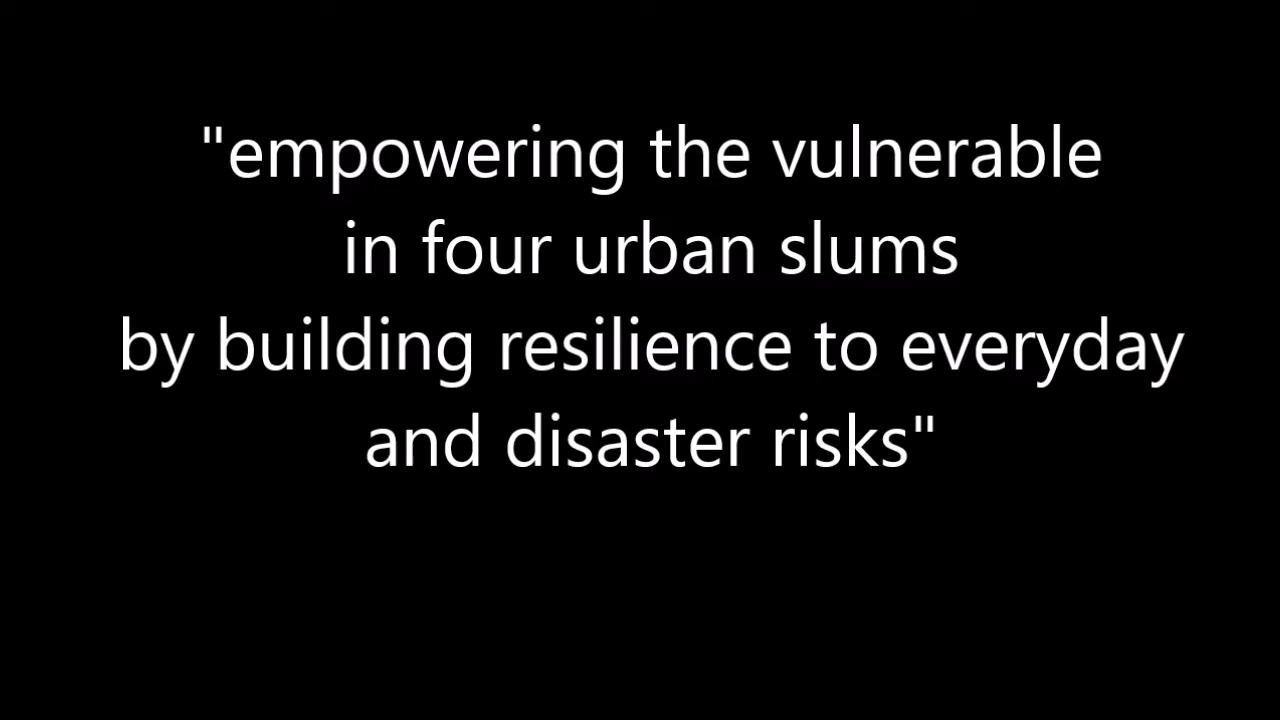 "empowering the vulnerable
in four urban slums
by building resilience to everyday
and disaster risks"